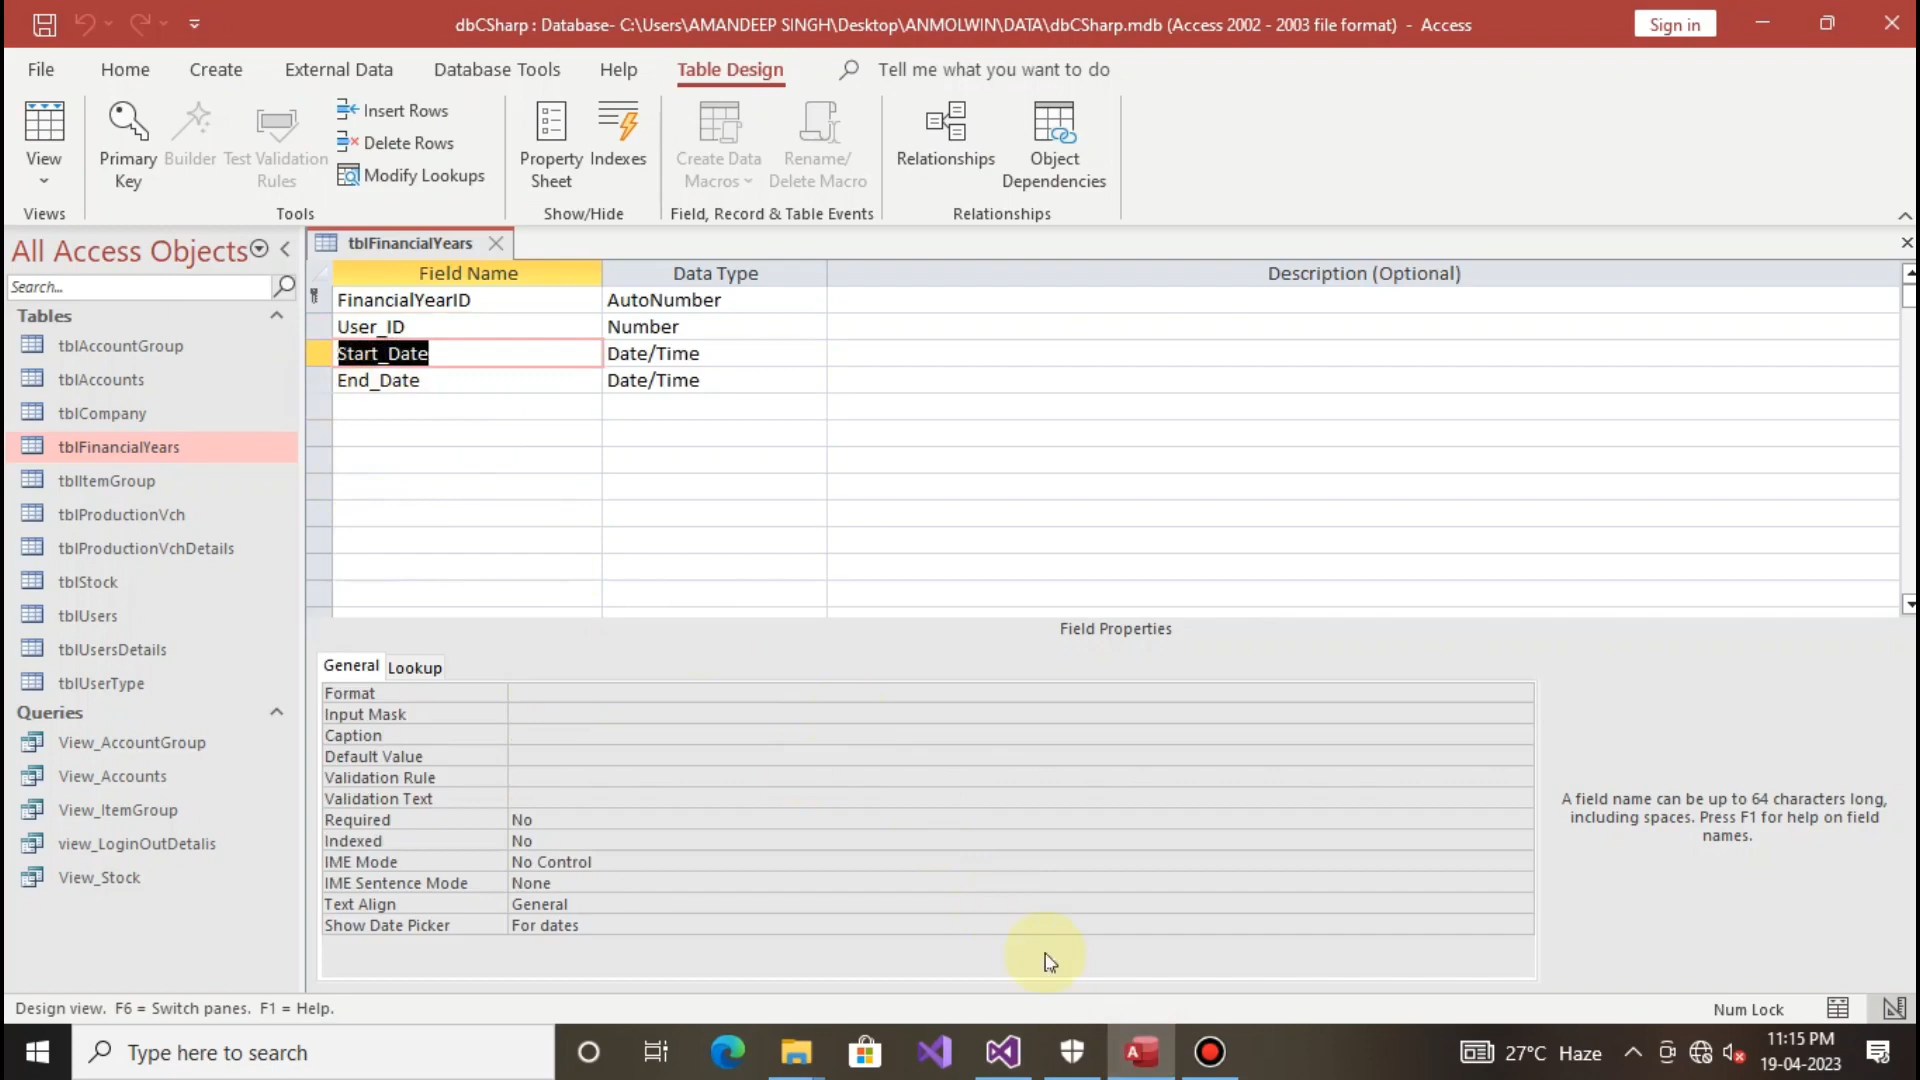 dbCSharp : Database- C:\Users\AMANDEEP SINGH\Desktop\ANMOLWIN\DATA\dbCSharp.mdb (Access 2002 - 2003 file format) - Access
Sign in
File Home Create External Data Database Tools Help Table Design Tell me what you want to do
View
Primary Key
Builder
Test Validation Rules
Insert Rows
Delete Rows
Modify Lookups
Property Sheet
Indexes
Create Data Macros
Rename/ Delete Macro
Relationships
Object Dependencies
Views
Tools
Show/Hide
Field, Record & Table Events
Relationships
All Access Objects
Search...
Tables
tblAccountGroup
tblAccounts
tblCompany
tblFinancialYears
tblItemGroup
tblProductionVch
tblProductionVchDetails
tblStock
tblUsers
tblUsersDetails
tblUserType
Queries
View_AccountGroup
View_Accounts
View_ItemGroup
view_LoginOutDetalis
View_Stock
tblFinancialYears
Field Name Data Type Description (Optional)
FinancialYearID AutoNumber
User_ID Number
Start_Date Date/Time
End_Date Date/Time
Field Properties
General Lookup
Format
Input Mask
Caption
Default Value
Validation Rule
Validation Text
Required No
Indexed No
IME Mode No Control
IME Sentence Mode None
Text Align General
Show Date Picker For dates
A field name can be up to 64 characters long,
including spaces. Press F1 for help on field
names.
Design view. F6 = Switch panes. F1 = Help.
Num Lock
Type here to search
A
27°C Haze
11:15 PM
19-04-2023